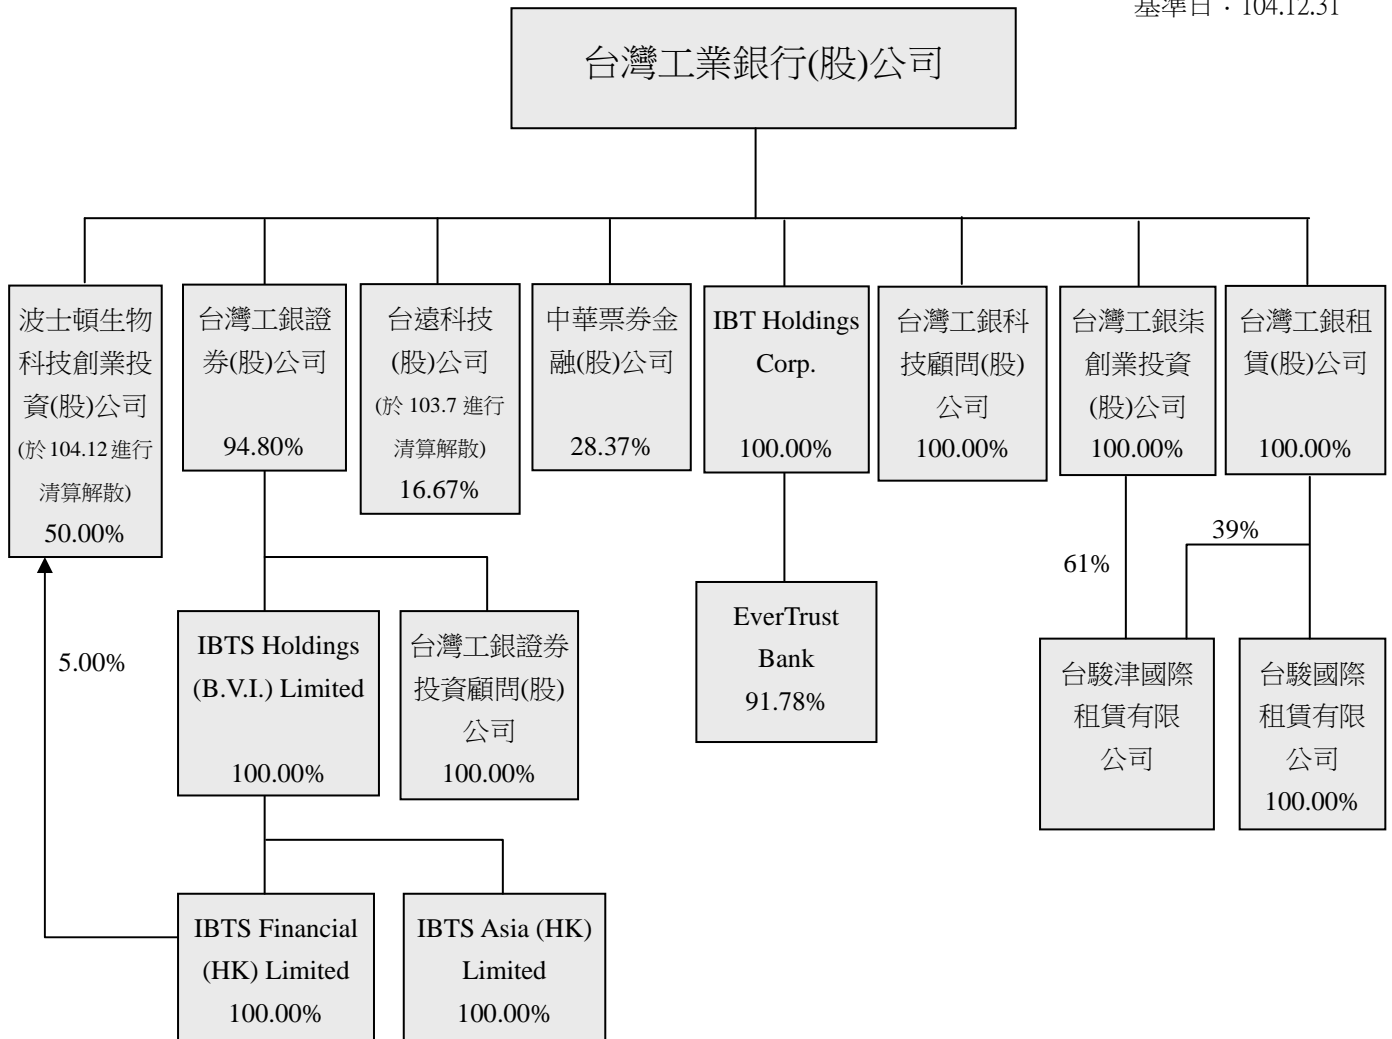 基準日：104.12.31
台灣工業銀行(股)公司
波士頓生物
科技創業投
資(股)公司
(於 104.12 進行
清算解散)
50.00%
台灣工銀證
券(股)公司
94.80%
台遠科技
(股)公司
(於 103.7 進行
清算解散)
16.67%
中華票券金
融(股)公司
28.37%
IBT Holdings
Corp.
100.00%
台灣工銀科
技顧問(股)
公司
100.00%
台灣工銀柒
創業投資
(股)公司
100.00%
台灣工銀租
賃(股)公司
100.00%
39%
61%
5.00%
IBTS Holdings
(B.V.I.) Limited
100.00%
台灣工銀證券
投資顧問(股)
公司
100.00%
EverTrust
Bank
91.78%
台駿津國際
租賃有限
公司
台駿國際
租賃有限
公司
100.00%
IBTS Financial
(HK) Limited
100.00%
IBTS Asia (HK)
Limited
100.00%